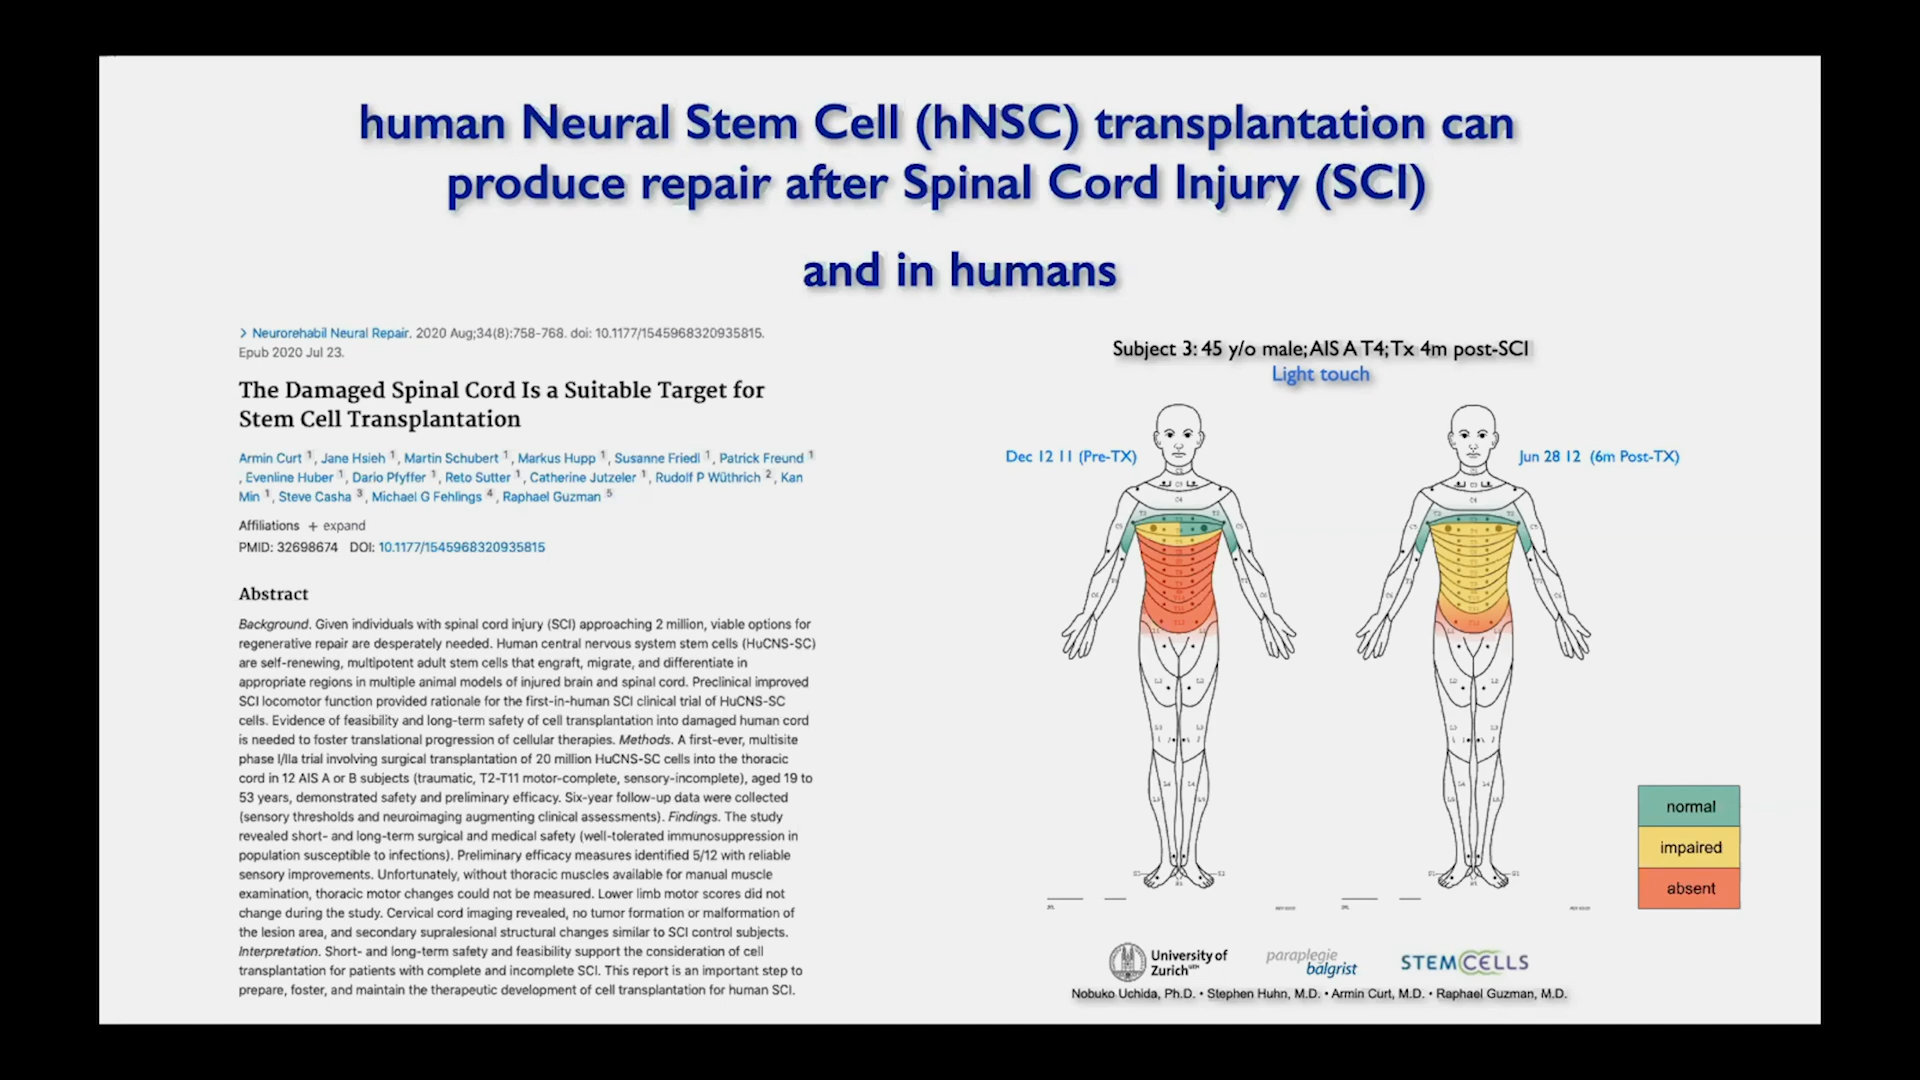 human Neural Stem Cell (hNSC) transplantation can
produce repair after Spinal Cord Injury (SCI)
and in humans
> Neurorehabil Neural Repair. 2020 Aug;34(8):758-768. doi: 10.1177/1545968320935815.
Epub 2020 Jul 23.
The Damaged Spinal Cord Is a Suitable Target for
Stem Cell Transplantation
Armin Curt 1, Jane Hsieh 1, Martin Schubert 1, Markus Hupp 1, Susanne Friedl 1, Patrick Freund 1
, Evenline Huber 1, Dario Pfyffer 1, Reto Sutter 1, Catherine Jutzeler 1, Rudolf P Wüthrich 2, Kan
Min 1, Steve Casha 3, Michael G Fehlings 4, Raphael Guzman 5
Affiliations + expand
PMID: 32698674 DOI: 10.1177/1545968320935815
Abstract
Background. Given individuals with spinal cord injury (SCI) approaching 2 million, viable options for
regenerative repair are desperately needed. Human central nervous system stem cells (HuCNS-SC)
are self-renewing, multipotent adult stem cells that engraft, migrate, and differentiate in
appropriate regions in multiple animal models of injured brain and spinal cord. Preclinical improved
SCI locomotor function provided rationale for the first-in-human SCI clinical trial of HuCNS-SC
cells. Evidence of feasibility and long-term safety of cell transplantation into damaged human cord
is needed to foster translational progression of cellular therapies. Methods. A first-ever, multisite
phase I/IIa trial involving surgical transplantation of 20 million HuCNS-SC cells into the thoracic
cord in 12 AIS A or B subjects (traumatic, T2-T11 motor-complete, sensory-incomplete), aged 19 to
53 years, demonstrated safety and preliminary efficacy. Six-year follow-up data were collected
(sensory thresholds and neuroimaging augmenting clinical assessments). Findings. The study
revealed short- and long-term surgical and medical safety (well-tolerated immunosuppression in
population susceptible to infections). Preliminary efficacy measures identified 5/12 with reliable
sensory improvements. Unfortunately, without thoracic muscles available for manual muscle
examination, thoracic motor changes could not be measured. Lower limb motor scores did not
change during the study. Cervical cord imaging revealed, no tumor formation or malformation of
the lesion area, and secondary supralesional structural changes similar to SCI control subjects.
Interpretation. Short- and long-term safety and feasibility support the consideration of cell
transplantation for patients with complete and incomplete SCI. This report is an important step to
prepare, foster, and maintain the therapeutic development of cell transplantation for human SCI.
Subject 3: 45 y/o male; AIS A T4; Tx 4m post-SCI
Light touch
Dec 12 11 (Pre-TX)
Jun 28 12 (6m Post-TX)
normal
impaired
absent
University of
Zurich UZH
paraplegie
balgrist
STEMCELLS
Nobuko Uchida, Ph.D. • Stephen Huhn, M.D. • Armin Curt, M.D. • Raphael Guzman, M.D.